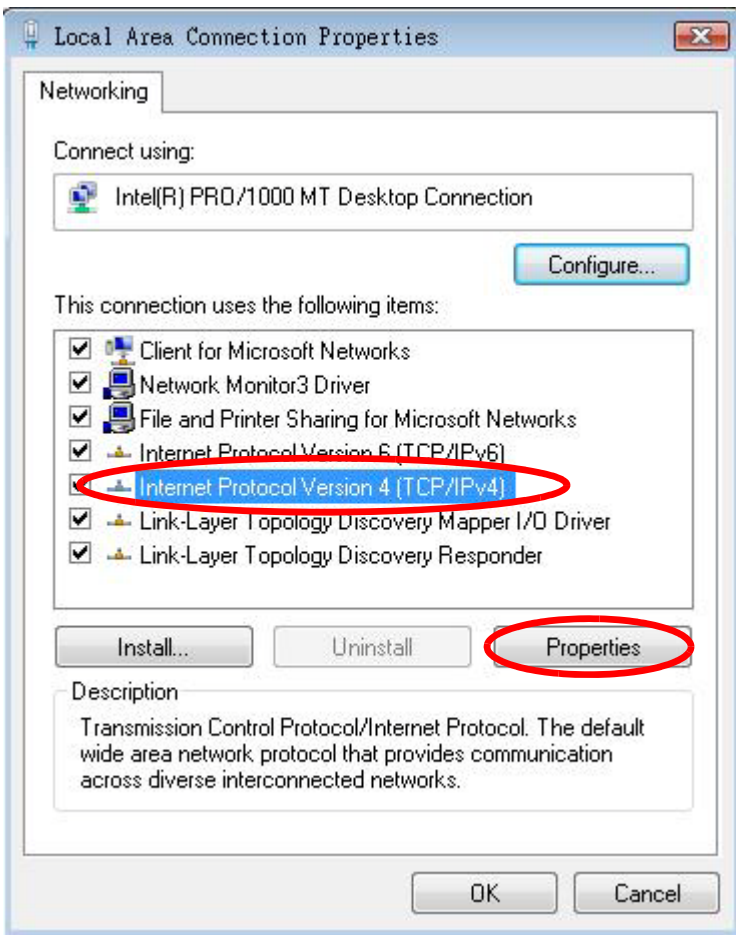 Local Area Connection Properties
Networking
Connect using:
Intel(R) PRO/1000 MT Desktop Connection
Configure...
This connection uses the following items:
Client for Microsoft Networks
Network Monitor3 Driver
File and Printer Sharing for Microsoft Networks
Internet Protocol Version 6 (TCP/IPv6)
Internet Protocol Version 4 (TCP/IPv4)
Link-Layer Topology Discovery Mapper I/O Driver
Link-Layer Topology Discovery Responder
Install... Uninstall Properties
Description
Transmission Control Protocol/Internet Protocol. The default
wide area network protocol that provides communication
across diverse interconnected networks.
OK Cancel